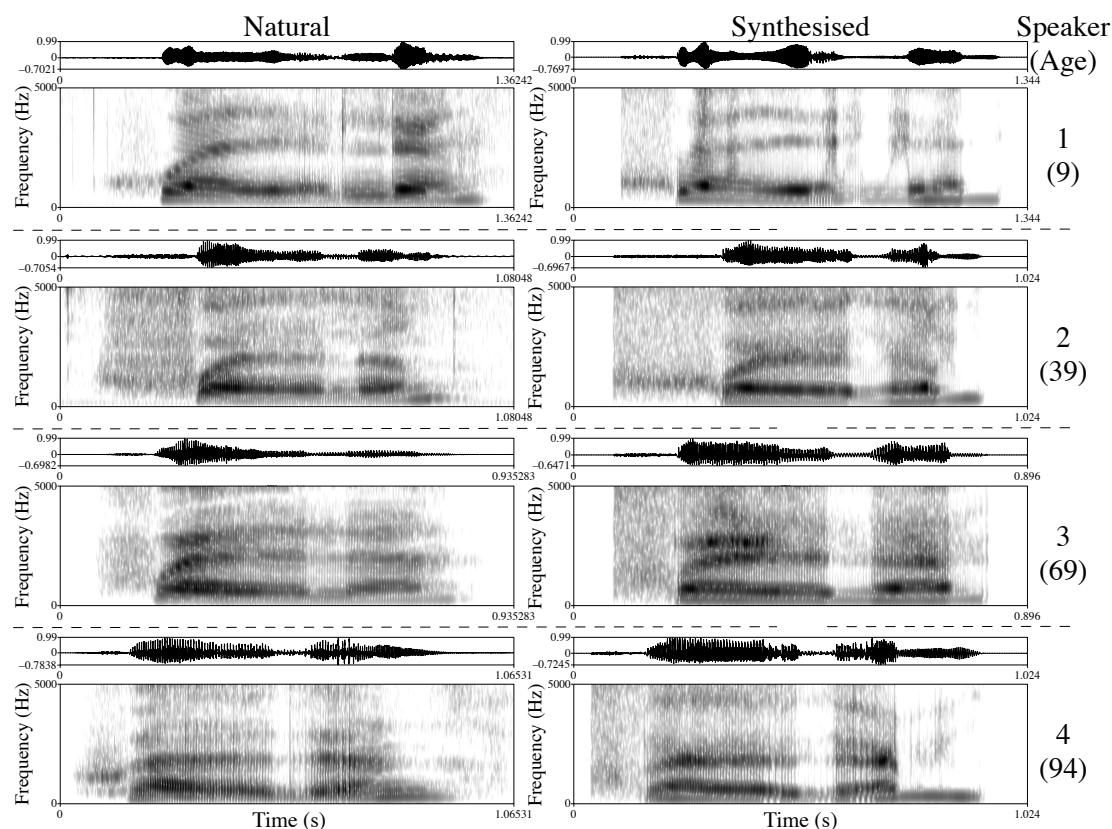 Natural Synthesised Speaker
(Age)
0.99 0.99
0 0
−0.7021 −0.7697
0 1.36242 0 1.344
5000 5000
Frequency (Hz) Frequency (Hz)
1
(9)
0 0
0 1.36242 0 1.344
0.99 0.99
0 0
−0.7054 −0.6967
0 1.08048 0 1.024
5000 5000
Frequency (Hz) Frequency (Hz)
2
(39)
0 0
0 1.08048 0 1.024
0.99 0.99
0 0
−0.6982 −0.6471
0 0.935283 0 0.896
5000 5000
Frequency (Hz) Frequency (Hz)
3
(69)
0 0
0 0.935283 0 0.896
0.99 0.99
0 0
−0.7838 −0.7245
0 1.06531 0 1.024
5000 5000
Frequency (Hz) Frequency (Hz)
4
(94)
0 0
0 1.06531 0 1.024
Time (s) Time (s)